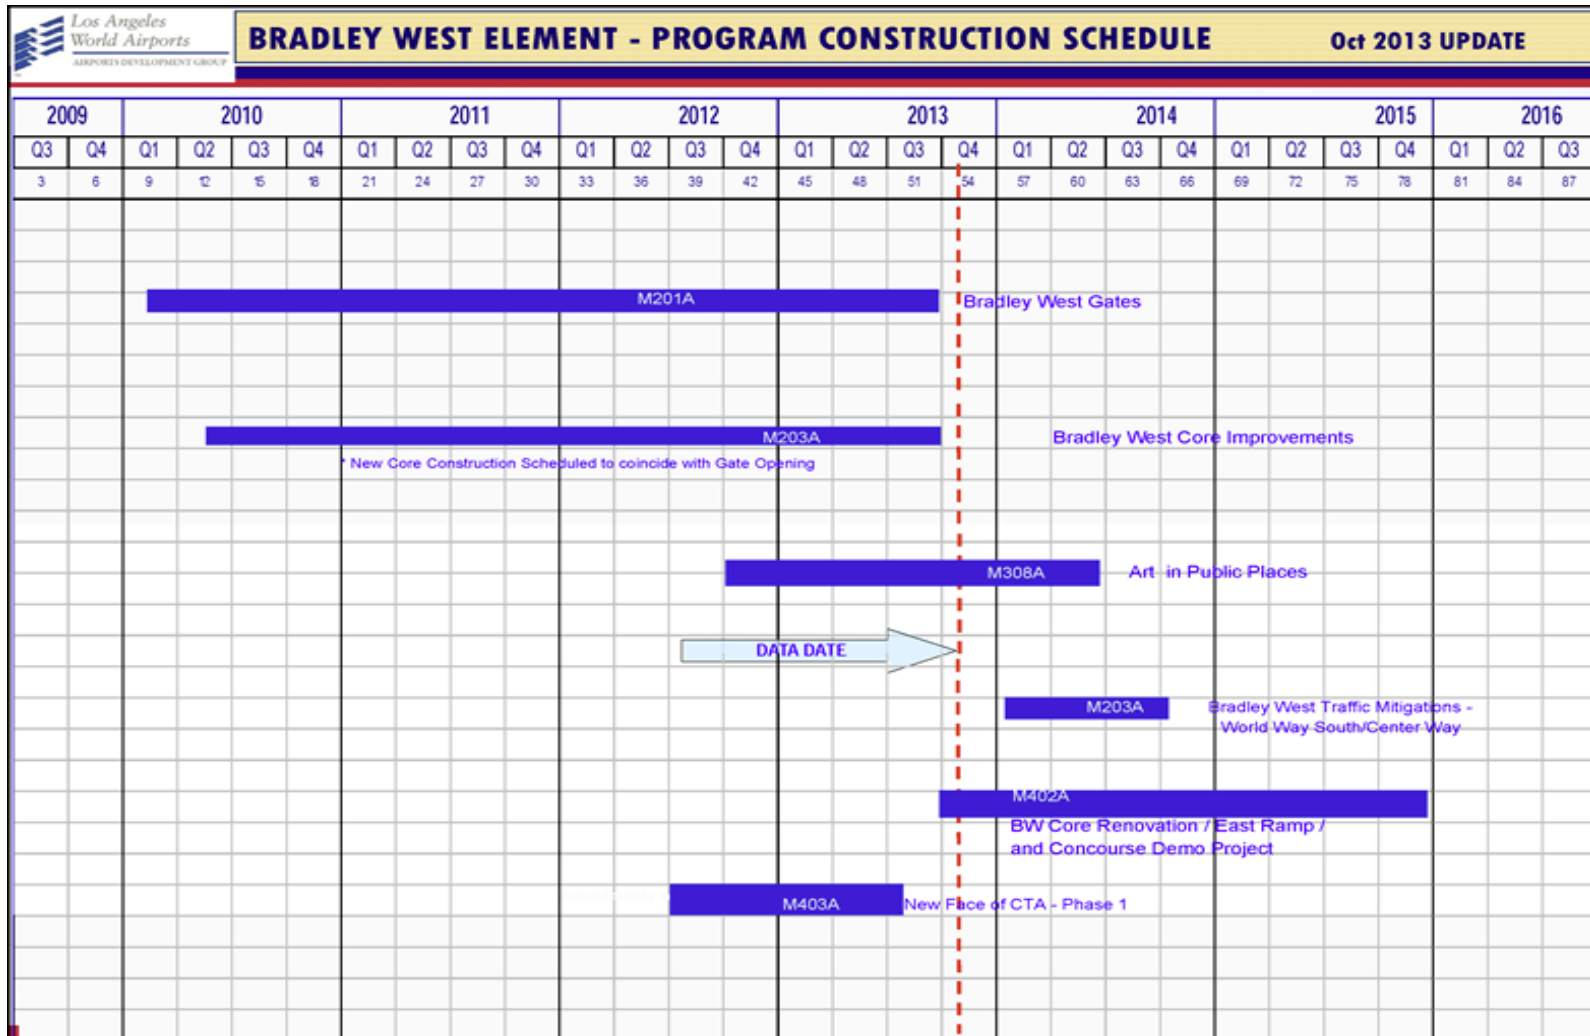 Los Angeles
World Airports
AIRPORTS DEVELOPMENT GROUP
BRADLEY WEST ELEMENT - PROGRAM CONSTRUCTION SCHEDULE
Oct 2013 UPDATE
2009 2010 2011 2012 2013 2014 2015 2016
Q3 Q4 Q1 Q2 Q3 Q4 Q1 Q2 Q3 Q4 Q1 Q2 Q3 Q4 Q1 Q2 Q3 Q4 Q1 Q2 Q3 Q4 Q1 Q2 Q3 Q4 Q1 Q2 Q3
3 6 9 12 15 18 21 24 27 30 33 36 39 42 45 48 51 54 57 60 63 66 69 72 75 78 81 84 87
M201A Bradley West Gates
M203A Bradley West Core Improvements
* New Core Construction Scheduled to coincide with Gate Opening
M308A Art in Public Places
DATA DATE
M203A Bradley West Traffic Mitigations -
World Way South/Center Way
M402A
BW Core Renovation / East Ramp /
and Concourse Demo Project
M403A New Face of CTA - Phase 1